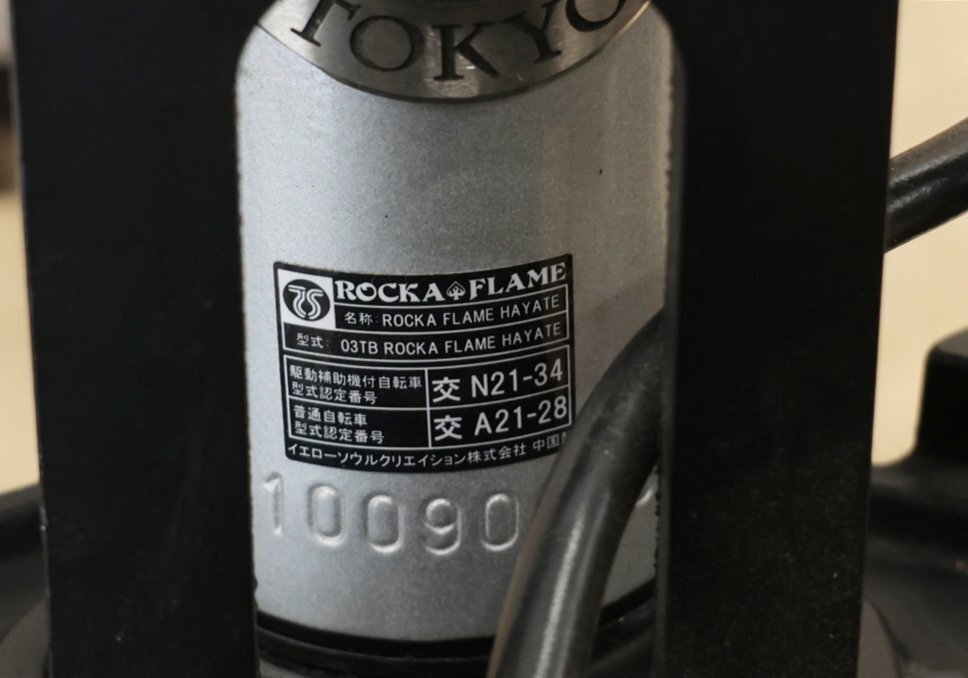 TOKYO
TS
ROCKA♠FLAME
名称: ROCKA FLAME HAYATE
型式: 03TB ROCKA FLAME HAYATE
駆動補助機付自転車
型式認定番号
交 N21-34
普通自転車
型式認定番号
交 A21-28
イエローソウルクリエイション株式会社 中国
10090